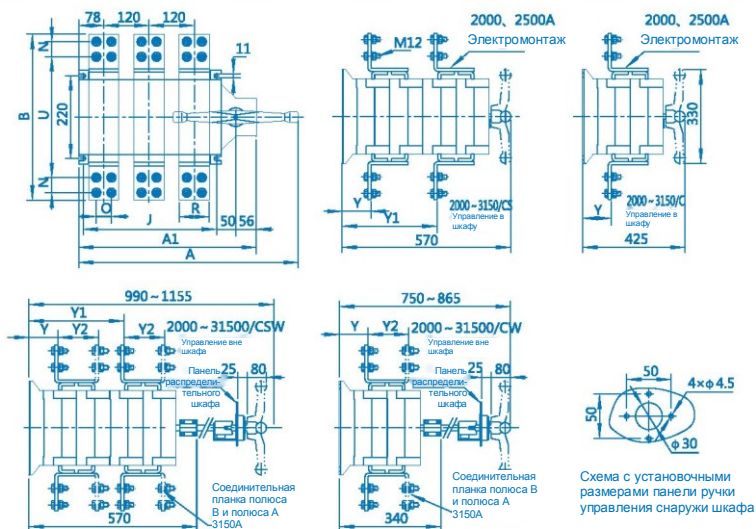 78 120 120
11
N
B
U
220
N
O
J
R
50 56
A1
A
2000、2500A
Электромонтаж
M12
Y
Y1
2000~3150/CS
Управление в
шкафу
570
2000、2500A
Электромонтаж
330
Y
2000~3150/C
Управление в
шкафу
425
990~1155
Y1
Y Y2 Y2
2000~31500/CSW
Управление вне
шкафа
25 80
Панель
распредели-
тельного
шкафа
Соединительная
планка полюса
B и полюса A
3150A
570
750~865
Y Y2
2000~31500/CW
Управление вне
шкафа
25 80
Панель
распредели-
тельного
шкафа
Соединительная
планка полюса B
и полюса A
3150A
340
50
4×ϕ4.5
50
ϕ30
Схема с установочными
размерами панели ручки
управления снаружи шкафа